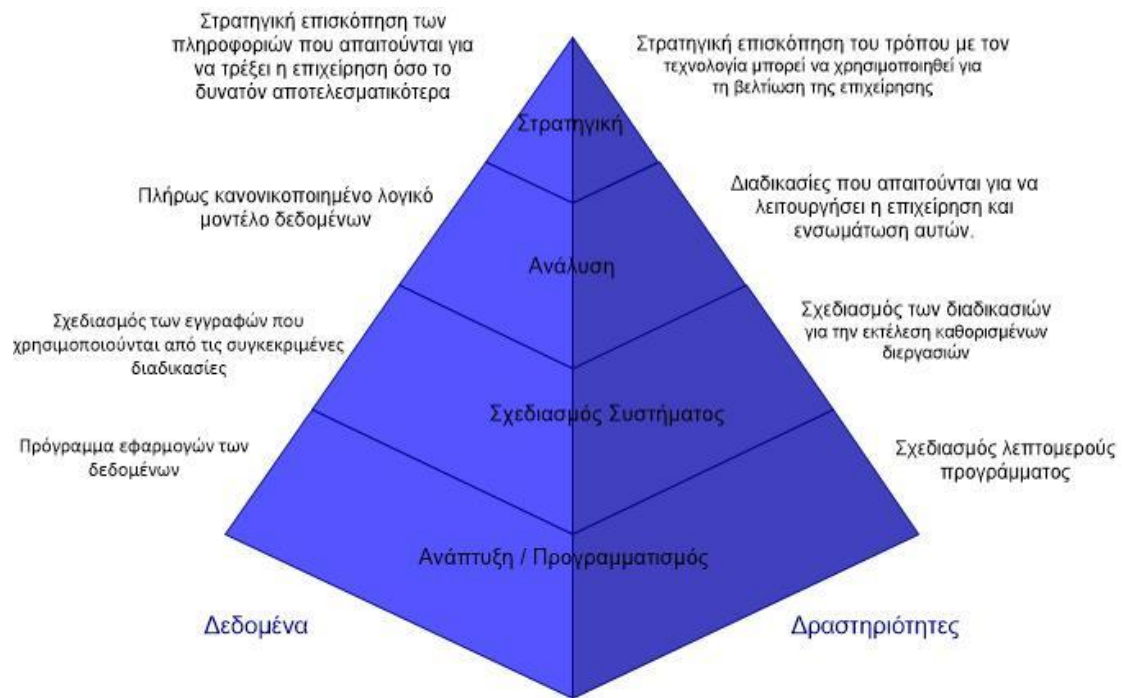 Στρατηγική επισκόπηση των
πληροφοριών που απαιτούνται για
να τρέξει η επιχείρηση όσο το
δυνατόν αποτελεσματικότερα
Στρατηγική επισκόπηση του τρόπου με τον
τεχνολογία μπορεί να χρησιμοποιηθεί για
τη βελτίωση της επιχείρησης
Στρατηγική
Πλήρως κανονικοποιημένο λογικό
μοντέλο δεδομένων
Διαδικασίες που απαιτούνται για να
λειτουργήσει η επιχείρηση και
ενσωμάτωση αυτών.
Ανάλυση
Σχεδιασμός των εγγραφών που
χρησιμοποιούνται από τις συγκεκριμένες
διαδικασίες
Σχεδιασμός των διαδικασιών
για την εκτέλεση καθορισμένων
διεργασιών
Σχεδιασμός Συστήματος
Πρόγραμμα εφαρμογών των
δεδομένων
Σχεδιασμός λεπτομερούς
προγράμματος
Ανάπτυξη / Προγραμματισμός
Δεδομένα
Δραστηριότητες